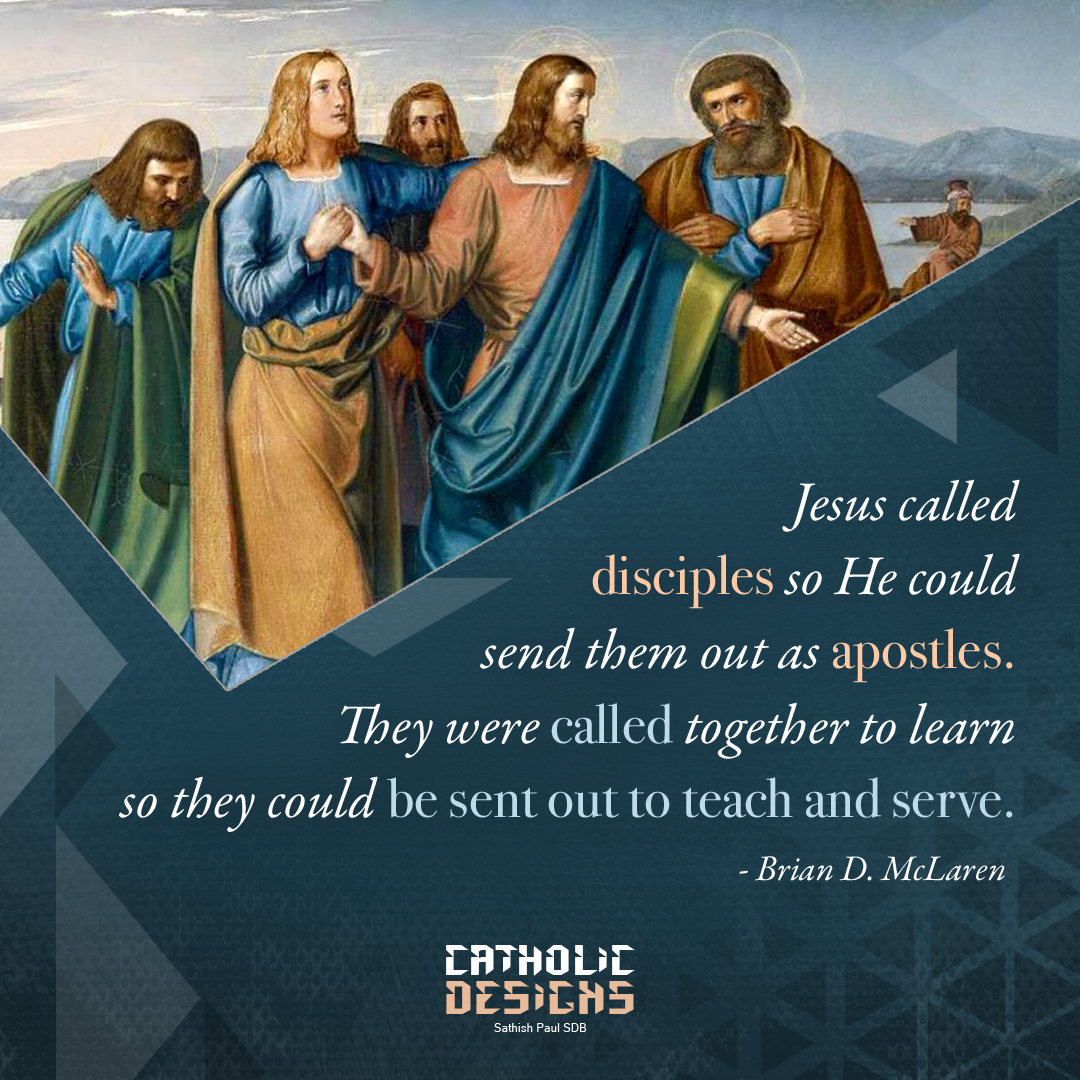 Jesus called
disciples so He could
send them out as apostles.
They were called together to learn
so they could be sent out to teach and serve.
- Brian D. McLaren
CATHOLIC
DESIGNS
Sathish Paul SDB